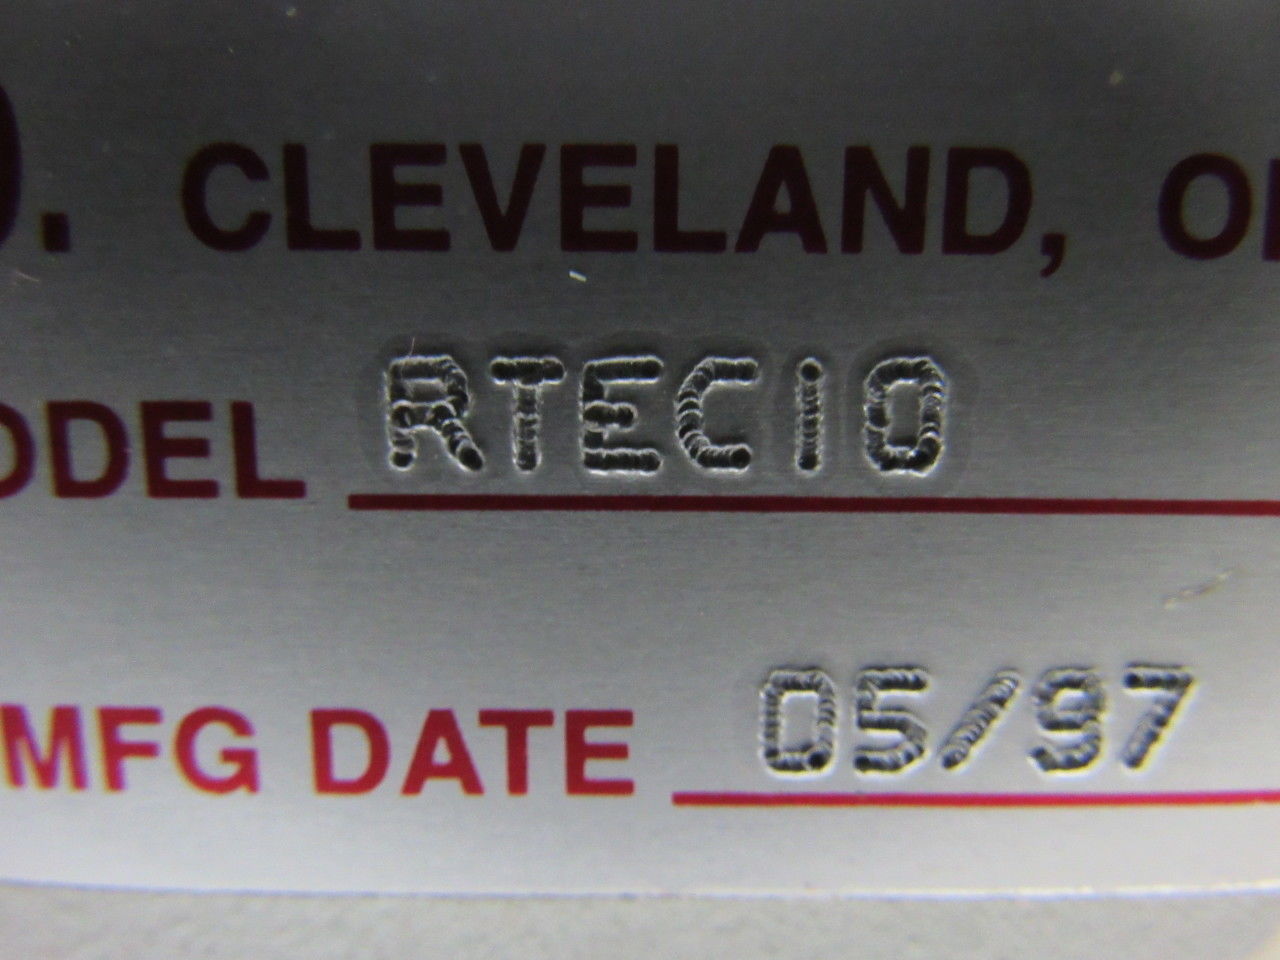 . CLEVELAND, O
ODEL RTEC10
MFG DATE 05/97